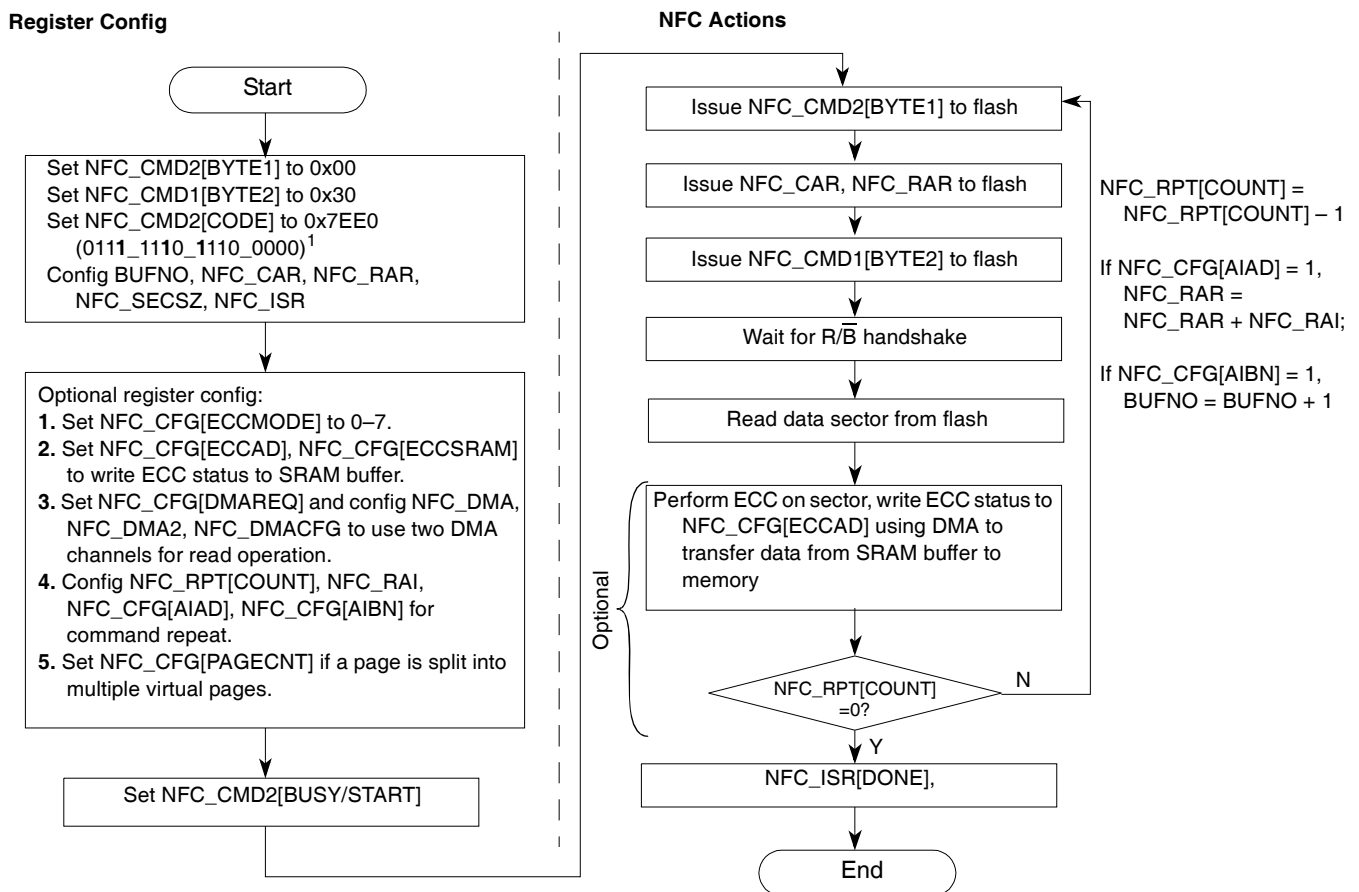 Register Config
Start
Set NFC_CMD2[BYTE1] to 0x00
Set NFC_CMD1[BYTE2] to 0x30
Set NFC_CMD2[CODE] to 0x7EE0
(0111_1110_1110_0000)1
Config BUFNO, NFC_CAR, NFC_RAR,
NFC_SECSZ, NFC_ISR
Optional register config:
1. Set NFC_CFG[ECCMODE] to 0–7.
2. Set NFC_CFG[ECCAD], NFC_CFG[ECCSRAM]
to write ECC status to SRAM buffer.
3. Set NFC_CFG[DMAREQ] and config NFC_DMA,
NFC_DMA2, NFC_DMACFG to use two DMA
channels for read operation.
4. Config NFC_RPT[COUNT], NFC_RAI,
NFC_CFG[AIAD], NFC_CFG[AIBN] for
command repeat.
5. Set NFC_CFG[PAGECNT] if a page is split into
multiple virtual pages.
Set NFC_CMD2[BUSY/START]
NFC Actions
Issue NFC_CMD2[BYTE1] to flash
Issue NFC_CAR, NFC_RAR to flash
Issue NFC_CMD1[BYTE2] to flash
Wait for R/B̅ handshake
Read data sector from flash
Perform ECC on sector, write ECC status to
NFC_CFG[ECCAD] using DMA to
transfer data from SRAM buffer to
memory
Optional
NFC_RPT[COUNT]
=0?
N
Y
NFC_ISR[DONE],
End
NFC_RPT[COUNT] =
NFC_RPT[COUNT] – 1
If NFC_CFG[AIAD] = 1,
NFC_RAR =
NFC_RAR + NFC_RAI;
If NFC_CFG[AIBN] = 1,
BUFNO = BUFNO + 1